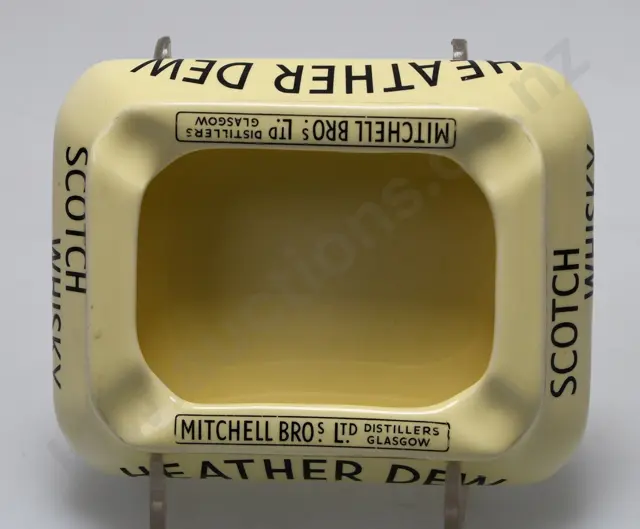 HEATHER DEW
MITCHELL BROS. LTD DISTILLERS
GLASGOW
SCOTCH
WHISKY
SCOTCH
WHISKY
MITCHELL BROS. LTD. DISTILLERS
GLASGOW
HEATHER DEW